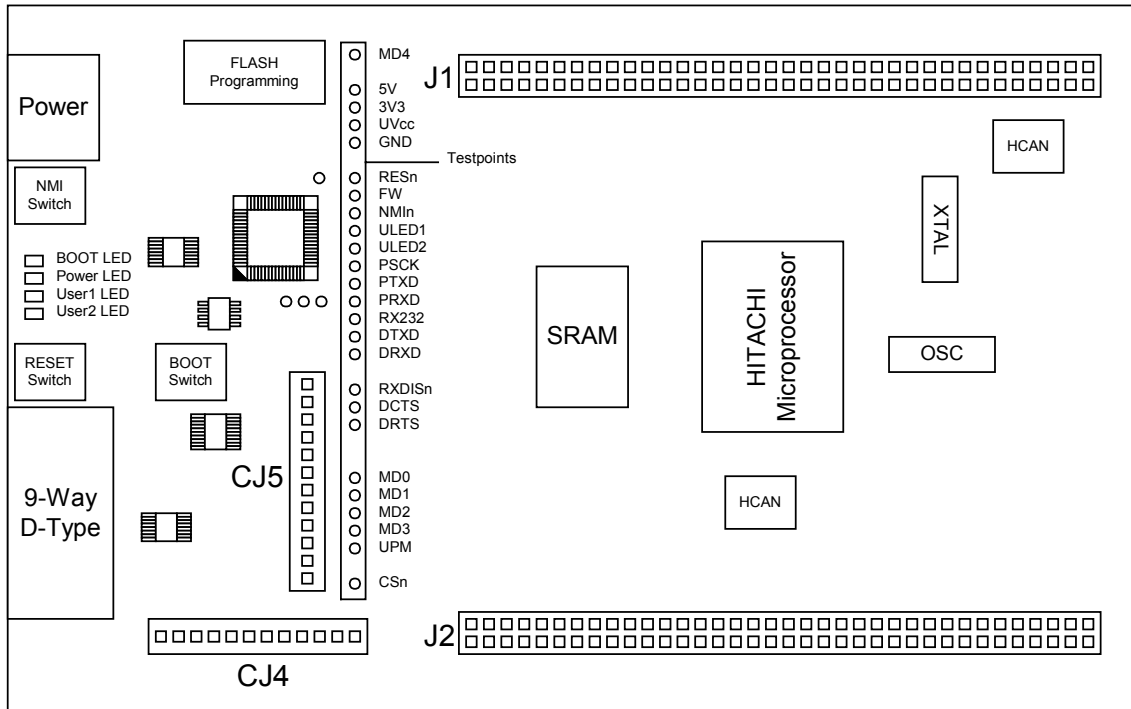 FLASH
Programming
MD4
J1
Power
5V
3V3
UVcc
GND
Testpoints
HCAN
NMI
Switch
RESn
FW
NMIn
ULED1
ULED2
PSCK
PTXD
PRXD
RX232
DTXD
DRXD
XTAL
BOOT LED
Power LED
User1 LED
User2 LED
SRAM
HITACHI
Microprocessor
OSC
RESET
Switch
BOOT
Switch
RXDISn
DCTS
DRTS
CJ5
9-Way
D-Type
MD0
MD1
MD2
MD3
UPM
CSn
HCAN
J2
CJ4